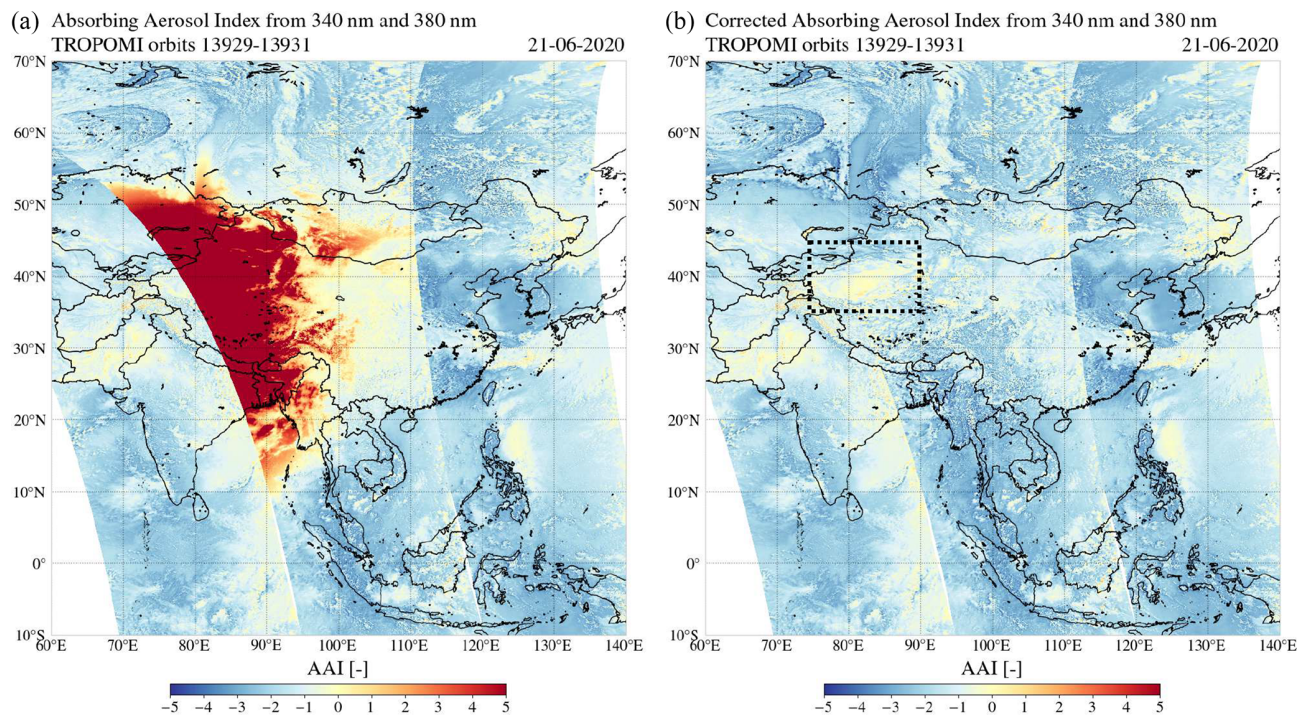 (a) Absorbing Aerosol Index from 340 nm and 380 nm
TROPOMI orbits 13929-13931 21-06-2020
70°N
60°N
50°N
40°N
30°N
20°N
10°N
0°
10°S
60°E 70°E 80°E 90°E 100°E 110°E 120°E 130°E 140°E
AAI [-]
−5 −4 −3 −2 −1 0 1 2 3 4 5
(b) Corrected Absorbing Aerosol Index from 340 nm and 380 nm
TROPOMI orbits 13929-13931 21-06-2020
70°N
60°N
50°N
40°N
30°N
20°N
10°N
0°
10°S
60°E 70°E 80°E 90°E 100°E 110°E 120°E 130°E 140°E
AAI [-]
−5 −4 −3 −2 −1 0 1 2 3 4 5